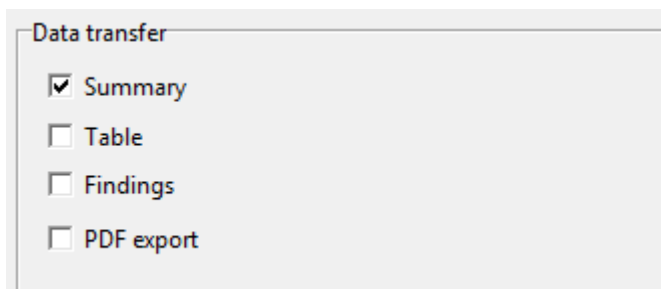 Data transfer
Summary
Table
Findings
PDF export